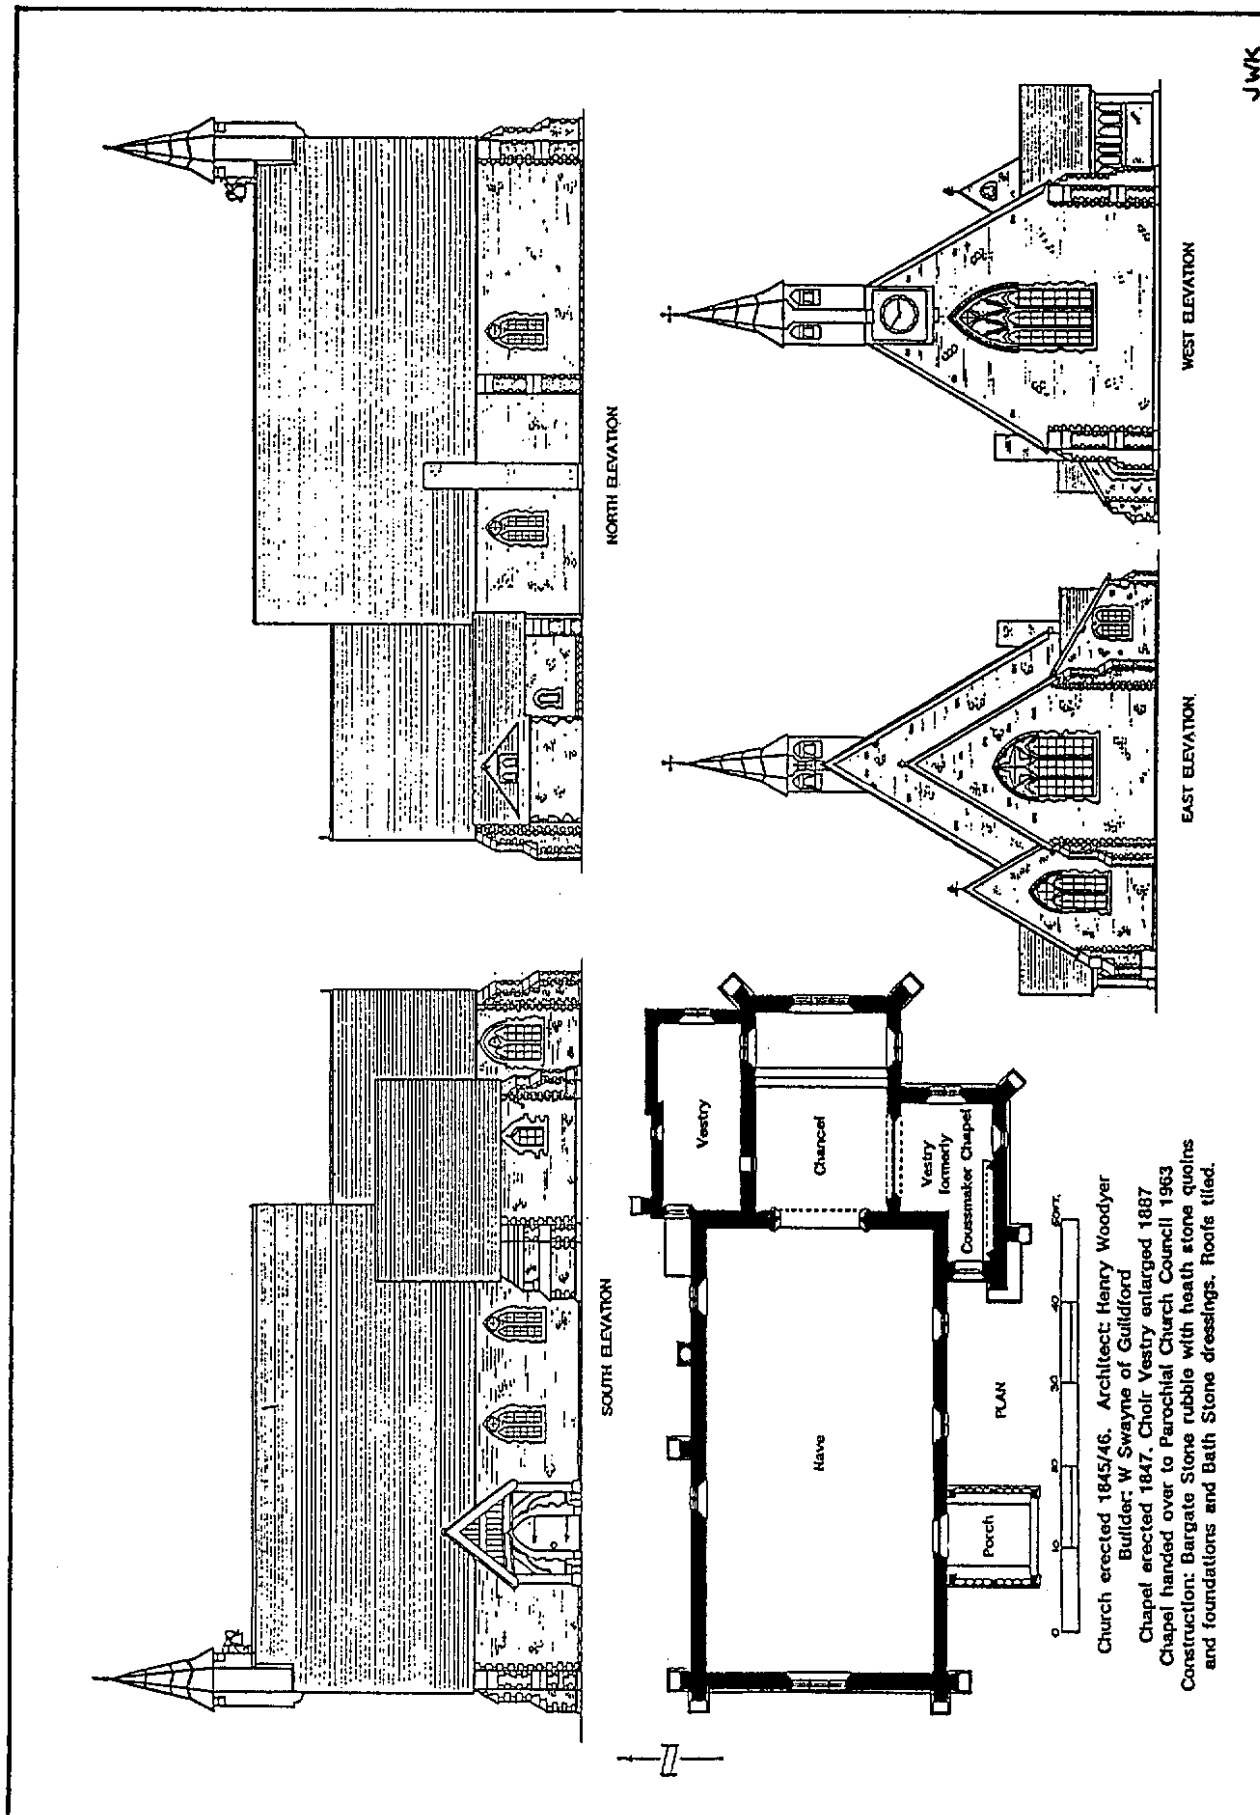 SOUTH ELEVATION
NORTH ELEVATION
Vestry
Chancel
Nave
Vestry
formerly
Coussmaker Chapel
Porch
PLAN
0 10 20 30 40 50FT.
EAST ELEVATION
WEST ELEVATION
Church erected 1845/46. Architect: Henry Woodyer
Builder: W Swayne of Guildford
Chapel erected 1847. Choir Vestry enlarged 1887
Chapel handed over to Parochial Church Council 1963
Construction: Bargate Stone rubble with heath stone quoins
and foundations and Bath Stone dressings. Roofs tiled.
N
JWK